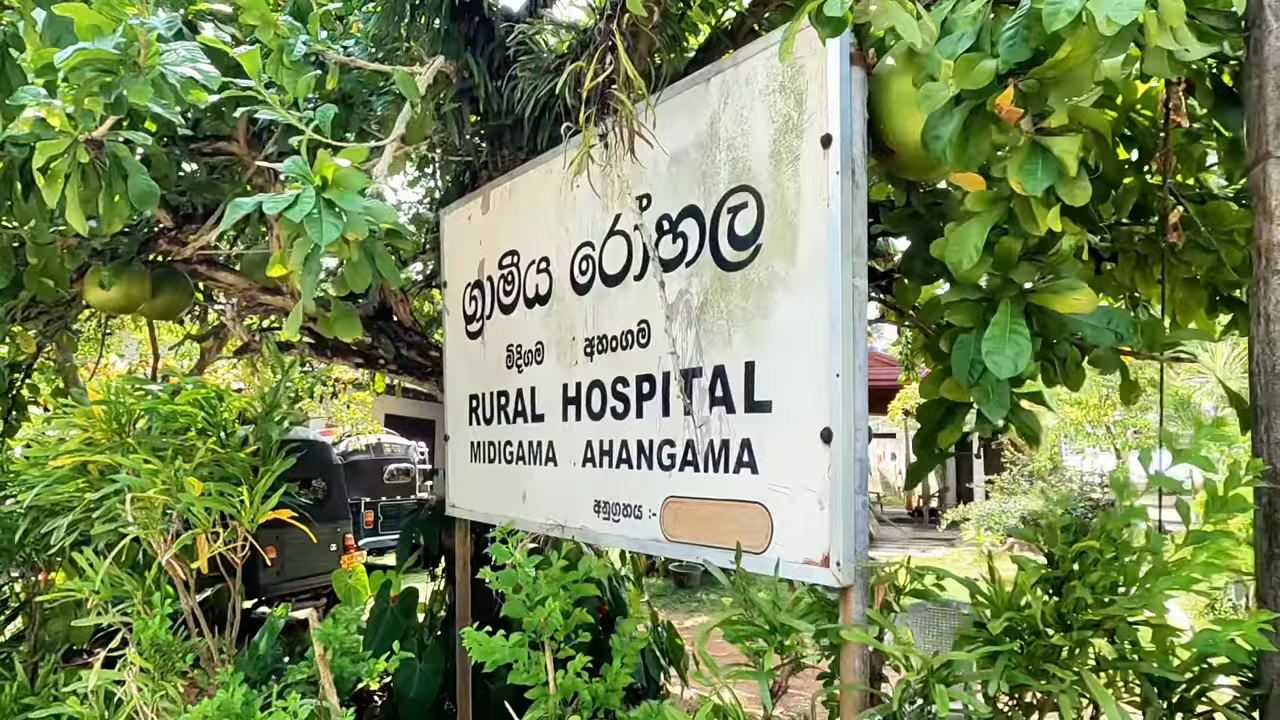 ග්‍රාමීය රෝහල
මිදිගම අහංගම
RURAL HOSPITAL
MIDIGAMA . AHANGAMA
අනුග්‍රහය :-